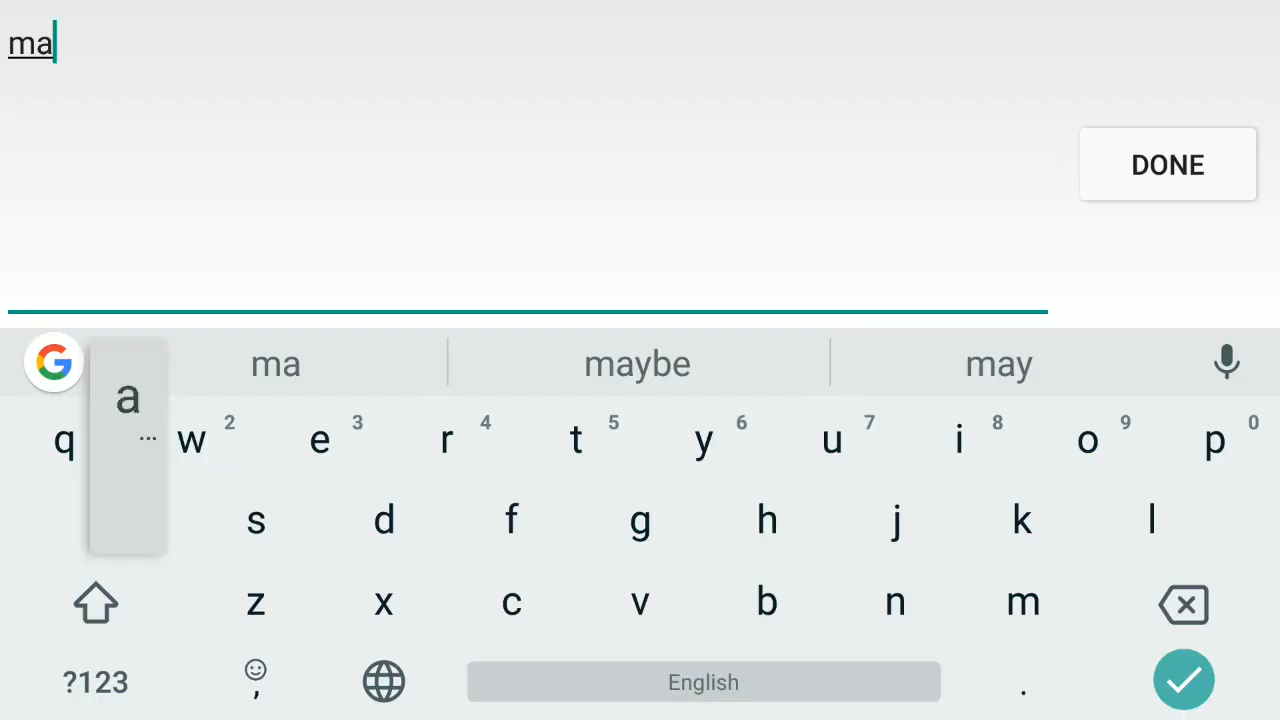 ma
DONE
ma maybe may
a ...
q w 2 e 3 r 4 t 5 y 6 u 7 i 8 o 9 p 0
s d f g h j k l
z x c v b n m
?123 , English .